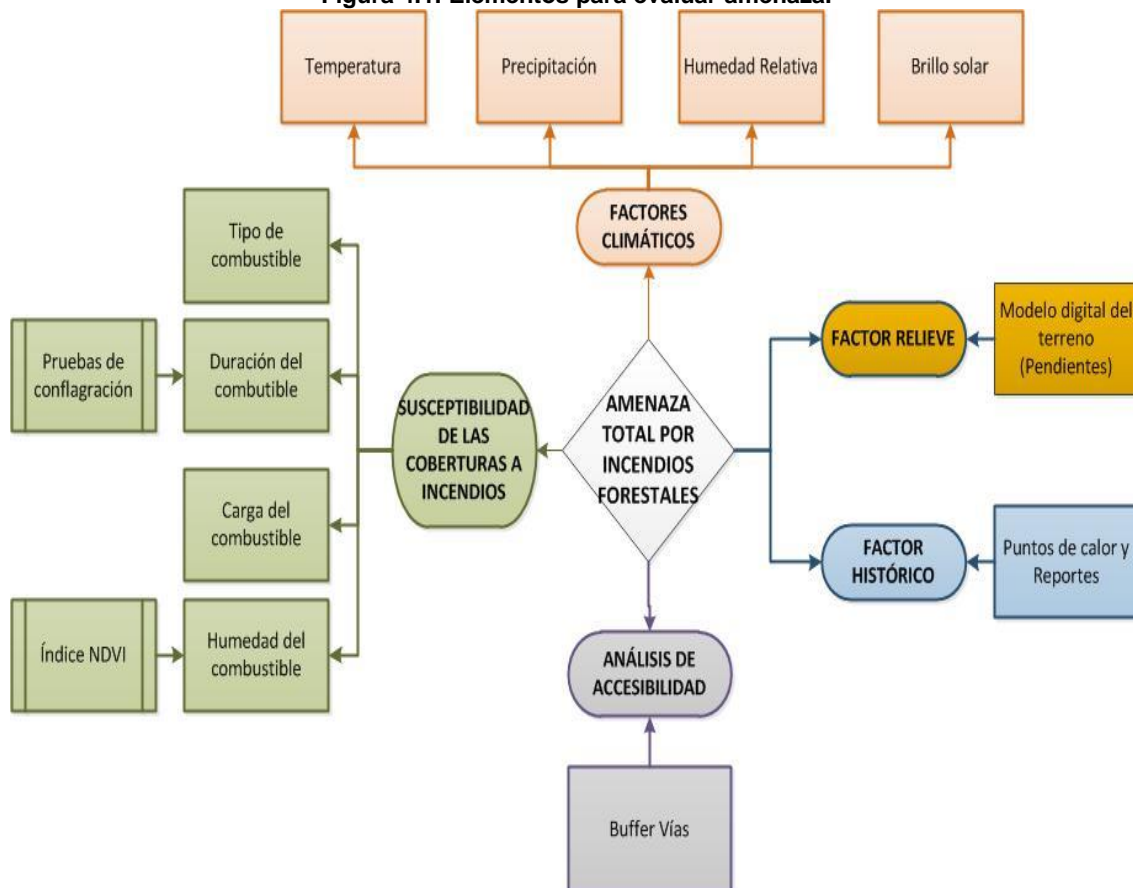 Figura 4.1. Elementos para evaluar amenaza.
Temperatura
Precipitación
Humedad Relativa
Brillo solar
FACTORES
CLIMÁTICOS
Tipo de
combustible
Pruebas de
conflagración
Duración del
combutible
SUSCEPTIBILIDAD
DE LAS
COBERTURAS A
INCENDIOS
Carga del
combustible
Índice NDVI
Humedad del
combustible
AMENAZA
TOTAL POR
INCENDIOS
FORESTALES
FACTOR RELIEVE
Modelo digital del
terreno
(Pendientes)
FACTOR
HISTÓRICO
Puntos de calor y
Reportes
ANÁLISIS DE
ACCESIBILIDAD
Buffer Vías